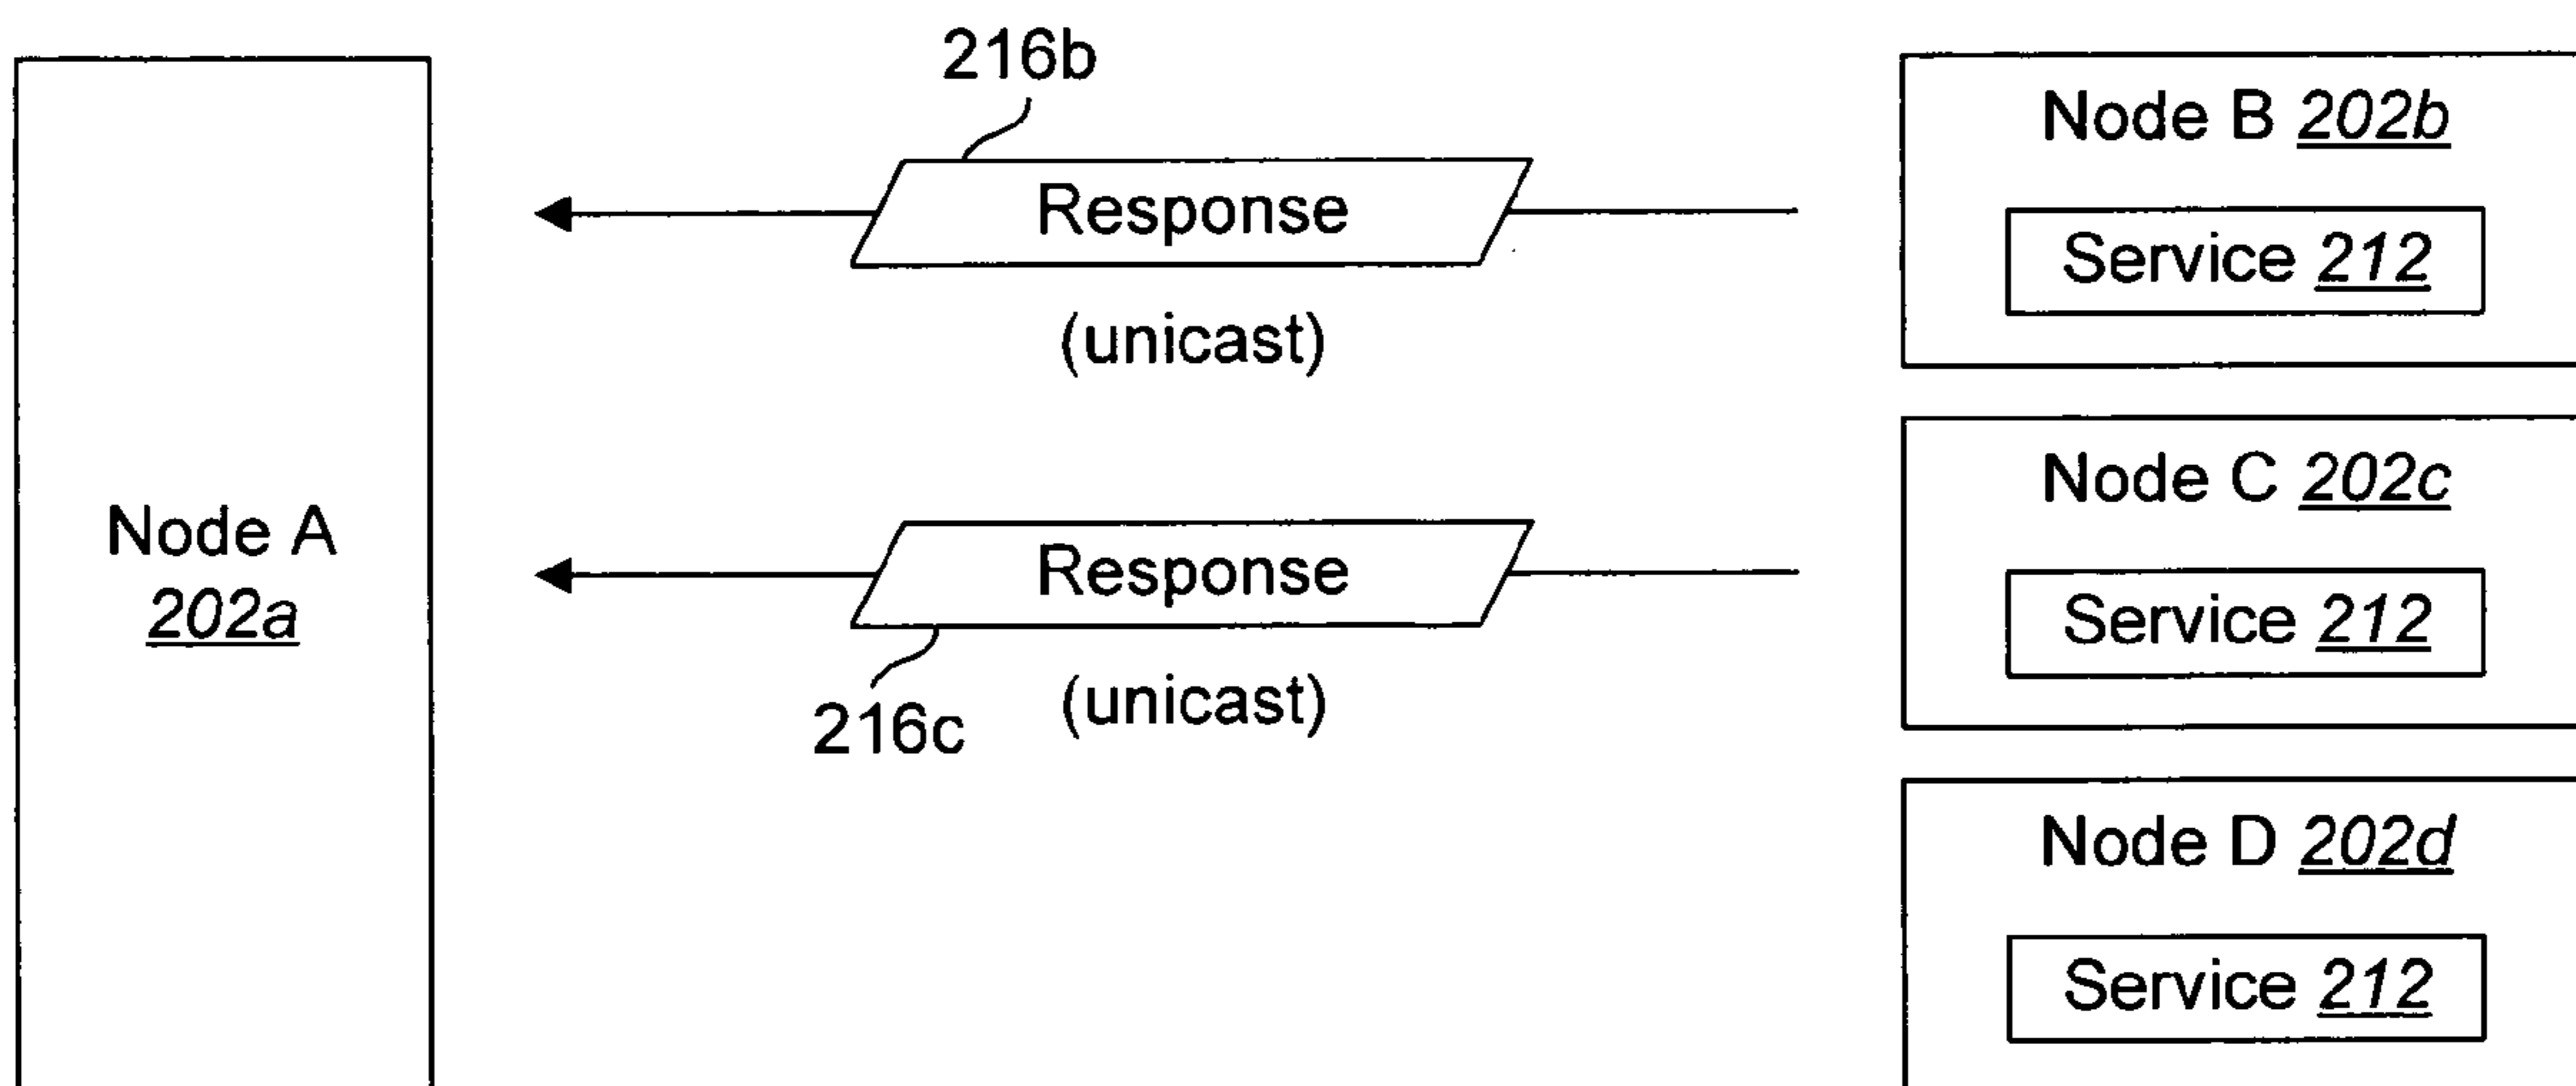 216b
Node B 202b
Response
Service 212
(unicast)
Node C 202c
Node A
202a
Response
Service 212
216c
(unicast)
Node D 202d
Service 212